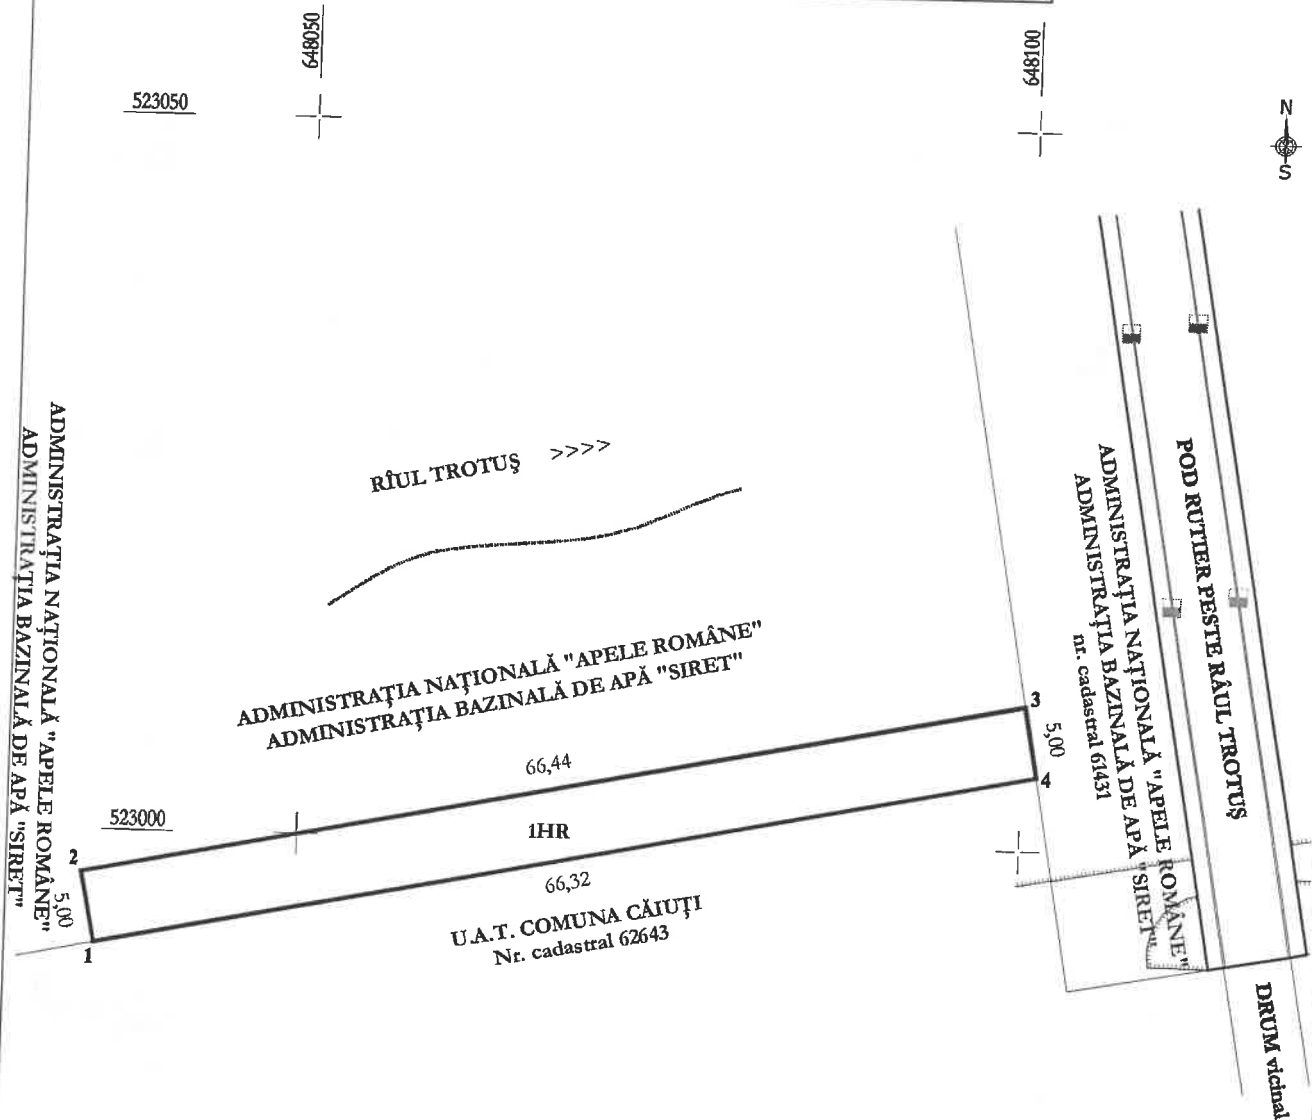 648050
648100
523050
N
S
RÎUL TROTUŞ >>>>
ADMINISTRAŢIA NAŢIONALĂ "APELE ROMÂNE"
ADMINISTRAŢIA BAZINALĂ DE APĂ "SIRET"
ADMINISTRAŢIA NAŢIONALĂ "APELE ROMÂNE"
ADMINISTRAŢIA BAZINALĂ DE APĂ "SIRET"
POD RUTIER PESTE RÂUL TROTUŞ
ADMINISTRAŢIA NAŢIONALĂ "APELE ROMÂNE"
ADMINISTRAŢIA BAZINALĂ DE APĂ "SIRET"
nr. cadastral 61431
3
5,00
4
66,44
523000
1HR
2
5,00
1
66,32
U.A.T. COMUNA CĂIUŢI
Nr. cadastral 62643
DRUM vicinal